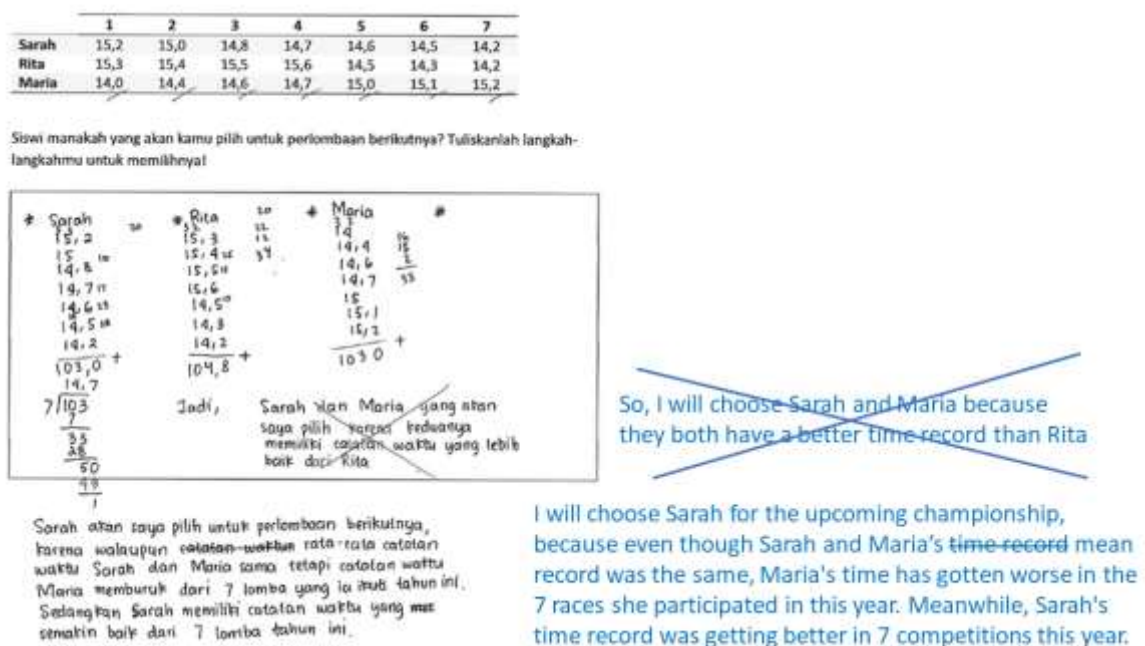 1 2 3 4 5 6 7
Sarah 15,2 15,0 14,8 14,7 14,6 14,5 14,2
Rita 15,3 15,4 15,5 15,6 14,5 14,3 14,2
Maria 14,0 14,4 14,6 14,7 15,0 15,1 15,2
Siswi manakah yang akan kamu pilih untuk perlombaan berikutnya? Tuliskanlah langkah-
langkahmu untuk memilihnya!
* Sarah
15,2
15
14,8
14,7
14,6
14,5
14,2
103,0 +
14,7
7/103
7
33
28
50
49
1
* Rita
15,3
15,4
15,5
15,6
14,5
14,3
14,2
104,8 +
* Maria
14
14,4
14,6
14,7
15
15,1
15,2
1030 +
Jadi, Sarah dan Maria yang akan
saya pilih karena keduanya
memiliki catatan waktu yang lebih
baik dari Rita
Sarah akan saya pilih untuk perlombaan berikutnya,
karena walaupun catatan waktun rata-rata catatan
waktu Sarah dan Maria sama tetapi catatan waktu
Maria memburuk dari 7 lomba yang ia ikuti tahun ini.
Sedangkan Sarah memiliki catatan waktu yang
semakin baik dari 7 lomba tahun ini.
So, I will choose Sarah and Maria because
they both have a better time record than Rita
I will choose Sarah for the upcoming championship,
because even though Sarah and Maria's time record mean
record was the same, Maria's time has gotten worse in the
7 races she participated in this year. Meanwhile, Sarah's
time record was getting better in 7 competitions this year.